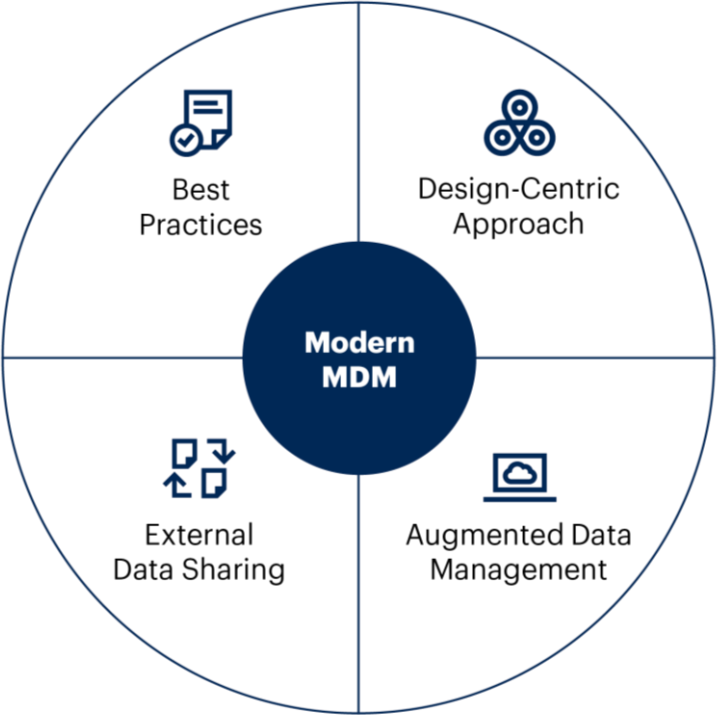 Best
Practices
Design-Centric
Approach
Modern
MDM
External
Data Sharing
Augmented Data
Management